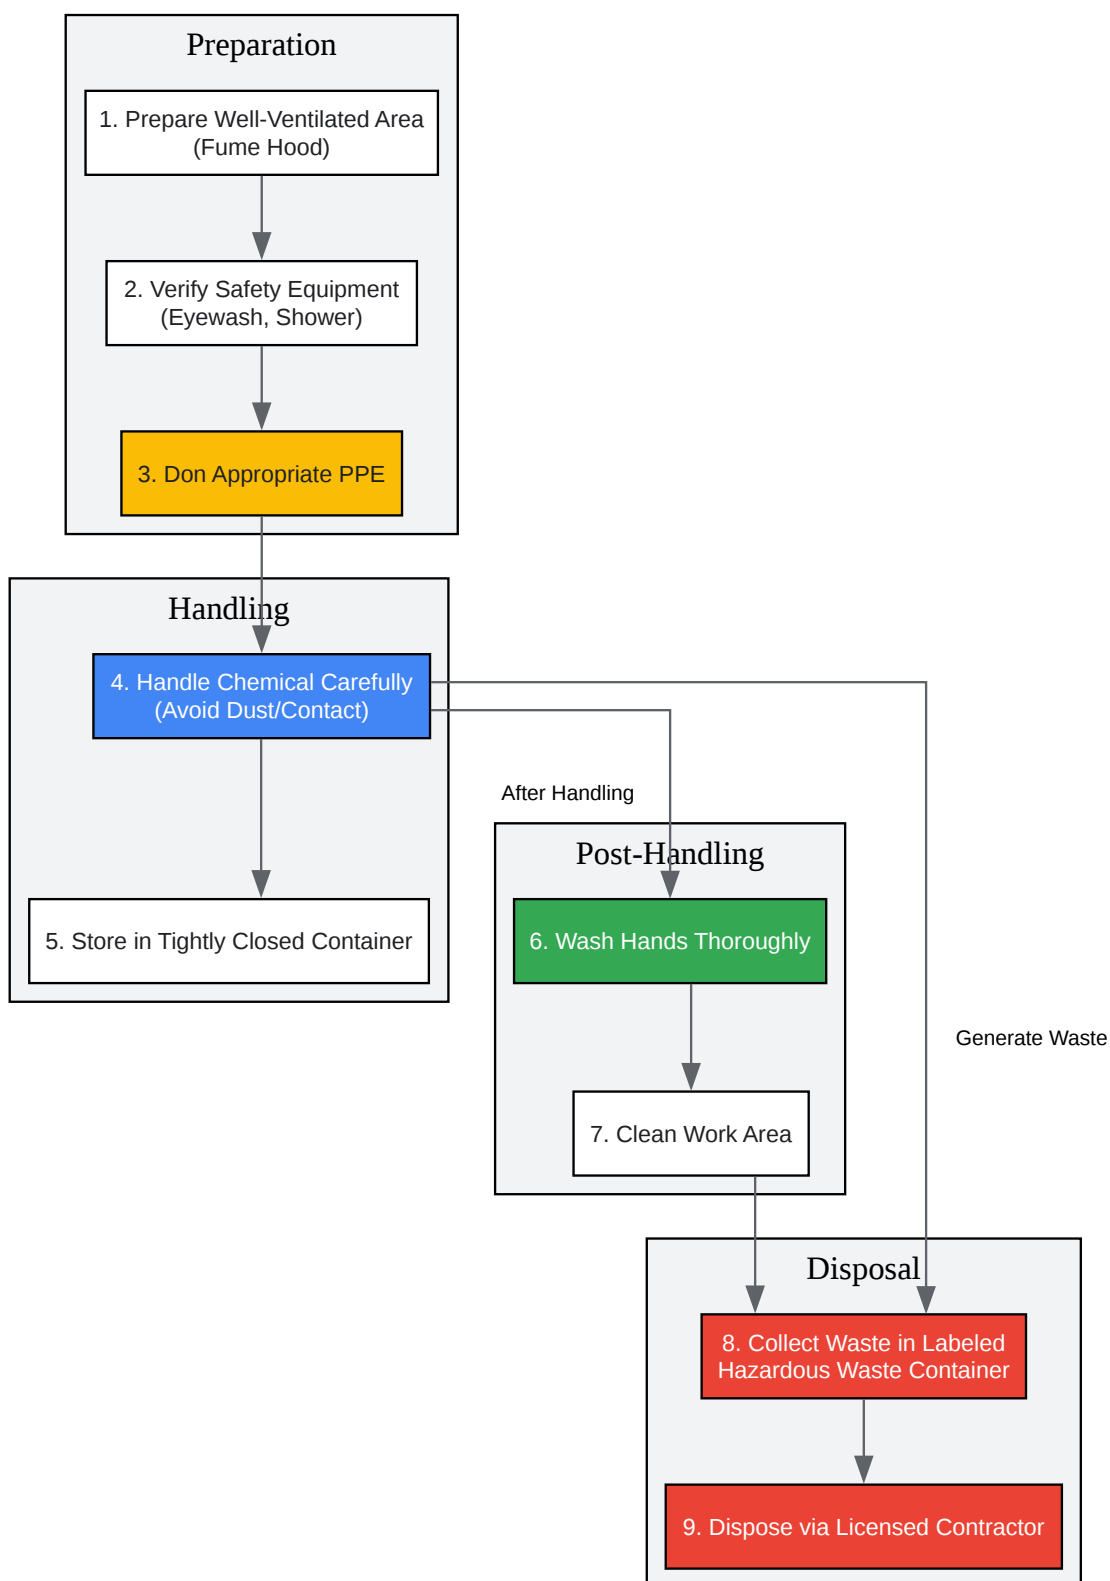 Preparation
1. Prepare Well-Ventilated Area
(Fume Hood)
2. Verify Safety Equipment
(Eyewash, Shower)
3. Don Appropriate PPE
Handling
4. Handle Chemical Carefully
(Avoid Dust/Contact)
After Handling
Post-Handling
5. Store in Tightly Closed Container
6. Wash Hands Thoroughly
Generate Waste
7. Clean Work Area
Disposal
8. Collect Waste in Labeled
Hazardous Waste Container
9. Dispose via Licensed Contractor